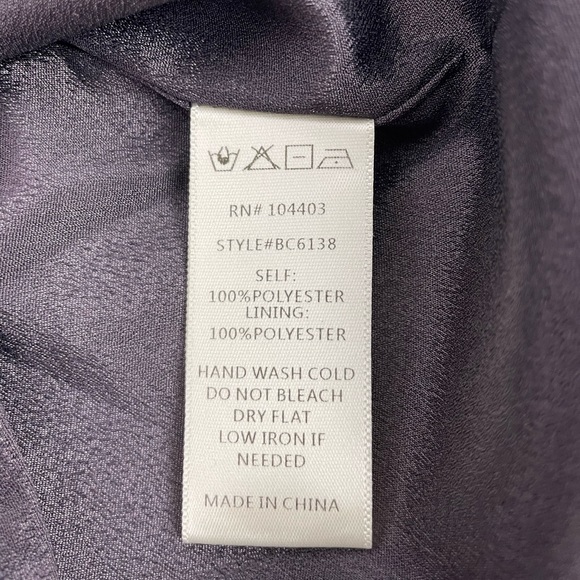 RN# 104403
STYLE#BC6138
SELF:
100%POLYESTER
LINING:
100%POLYESTER
HAND WASH COLD
DO NOT BLEACH
DRY FLAT
LOW IRON IF
NEEDED
MADE IN CHINA